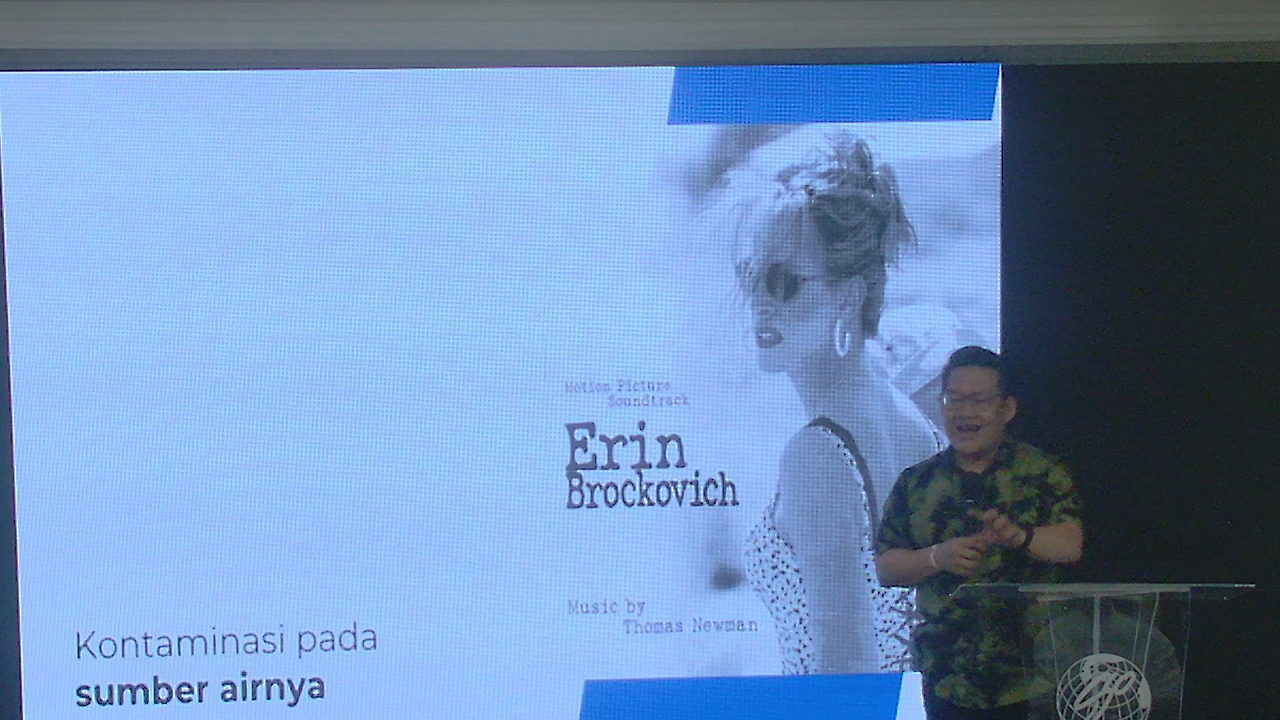 Motion Picture
Soundtrack
Erin
Brockovich
Music by
Thomas Newman
Kontaminasi pada
sumber airnya